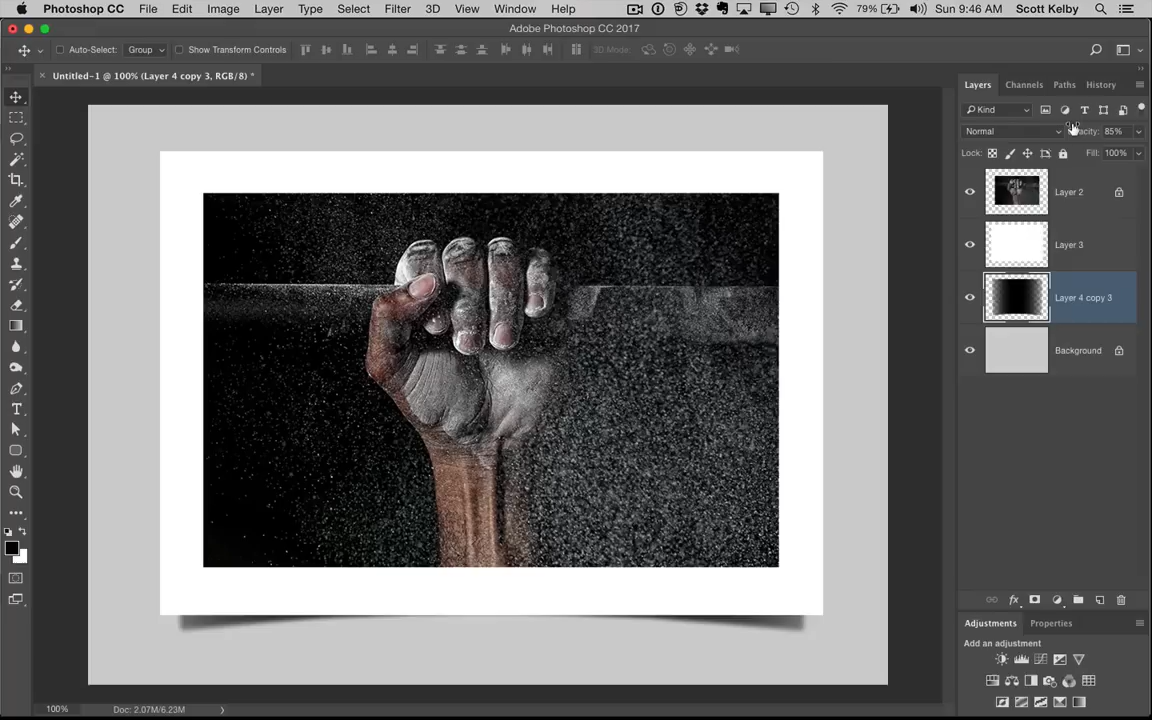 Photoshop CC File Edit Image Layer Type Select Filter 3D View Window Help 79% Sun 9:46 AM Scott Kelby
Adobe Photoshop CC 2017
Auto-Select: Group Show Transform Controls 3D Mode:
Untitled-1 @ 100% (Layer 4 copy 3, RGB/8) *
Layers Channels Paths History
Kind
Normal acity: 85%
Lock: Fill: 100%
Layer 2
Layer 3
Layer 4 copy 3
Background
Adjustments Properties
Add an adjustment
100% Doc: 2.07M/6.23M